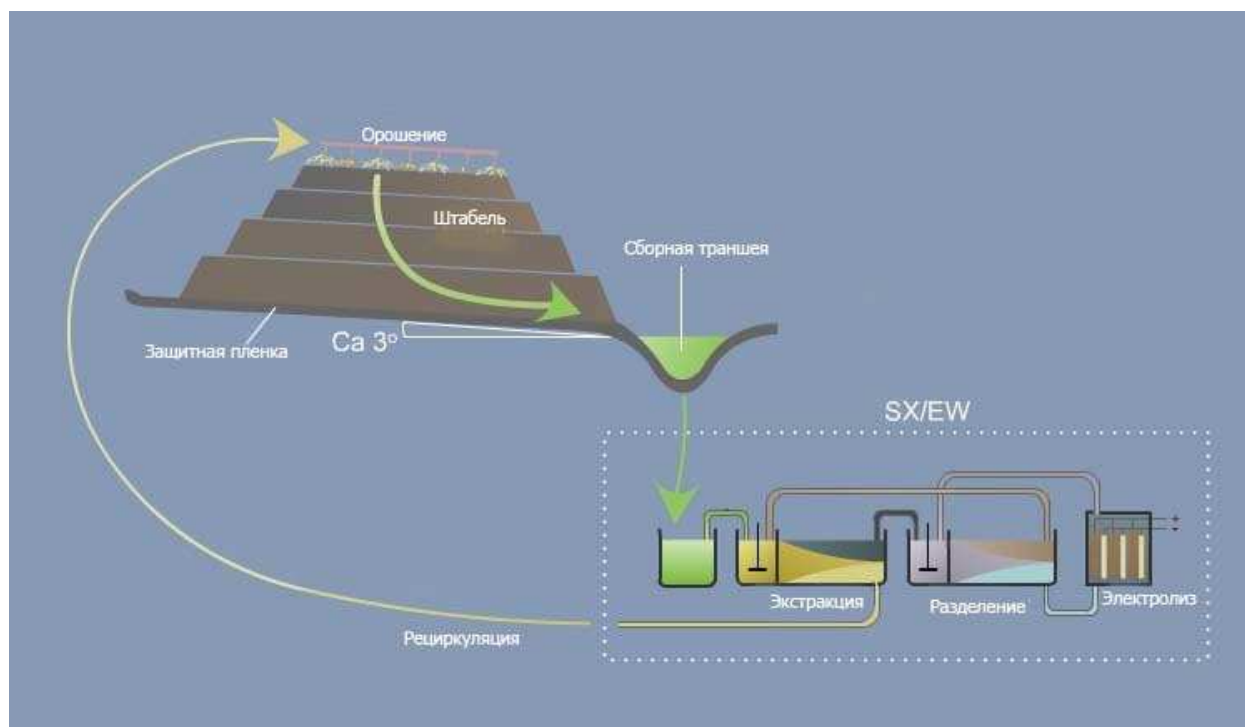 Орошение
Штабель
Сборная траншея
Защитная пленка
Ca 3°
SX/EW
Экстракция
Разделение
Электролиз
Рециркуляция